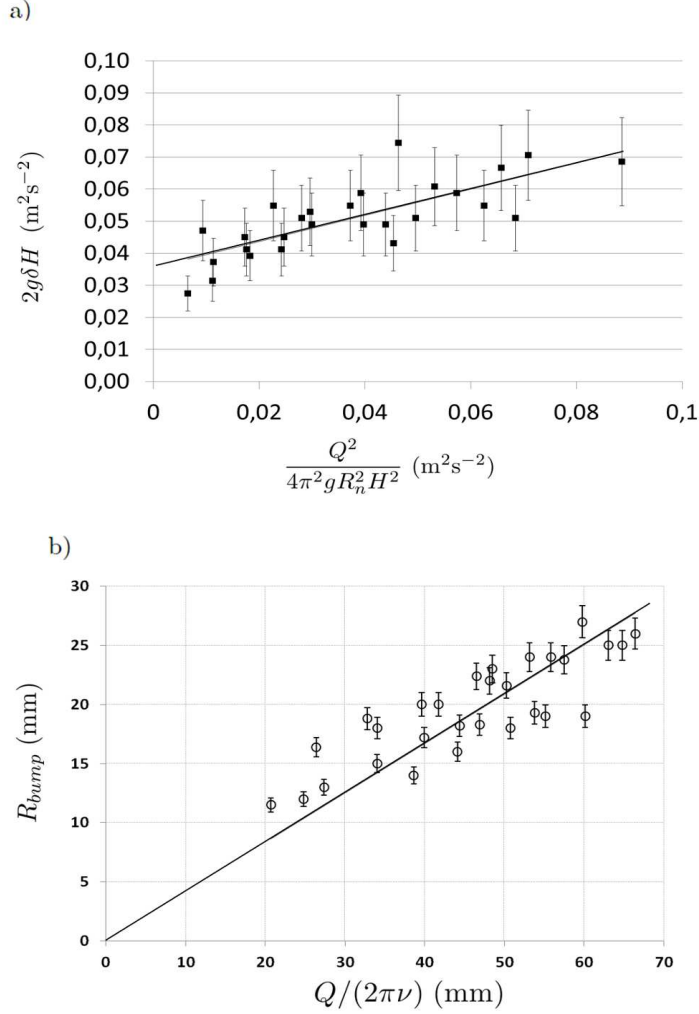 a)
0,10
0,09
0,08
0,07
0,06
0,05
0,04
0,03
0,02
0,01
0,00
2gδH (m²s⁻²)
0 0,02 0,04 0,06 0,08 0,1
Q²
4π²gRₙ²H² (m²s⁻²)
b)
30
25
20
15
10
5
0
R_bump (mm)
0 10 20 30 40 50 60 70
Q/(2πν) (mm)